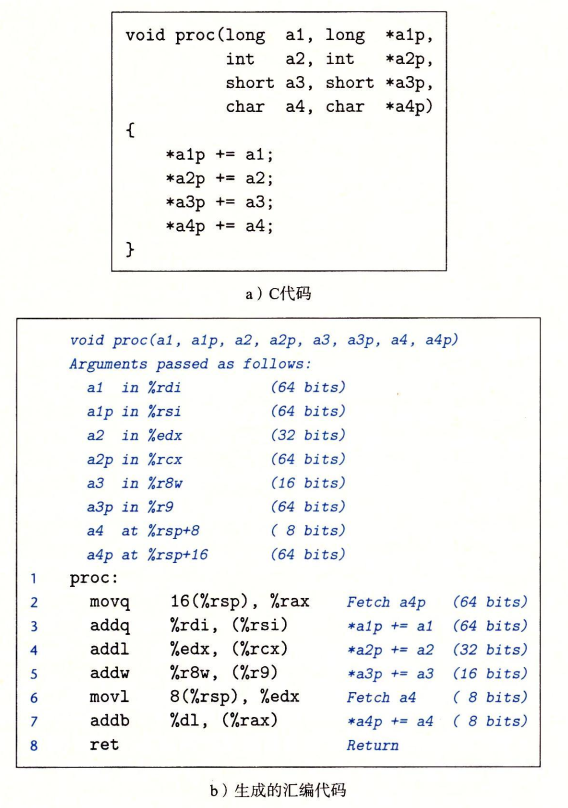 void proc(long  a1, long  *a1p,
          int   a2, int   *a2p,
          short a3, short *a3p,
          char  a4, char  *a4p)
{
    *a1p += a1;
    *a2p += a2;
    *a3p += a3;
    *a4p += a4;
}
a）C代码
void proc(a1, a1p, a2, a2p, a3, a3p, a4, a4p)
Arguments passed as follows:
a1 in %rdi (64 bits)
a1p in %rsi (64 bits)
a2 in %edx (32 bits)
a2p in %rcx (64 bits)
a3 in %r8w (16 bits)
a3p in %r9 (64 bits)
a4 at %rsp+8 ( 8 bits)
a4p at %rsp+16 (64 bits)
1 proc:
2 movq 16(%rsp), %rax Fetch a4p (64 bits)
3 addq %rdi, (%rsi) *a1p += a1 (64 bits)
4 addl %edx, (%rcx) *a2p += a2 (32 bits)
5 addw %r8w, (%r9) *a3p += a3 (16 bits)
6 movl 8(%rsp), %edx Fetch a4 ( 8 bits)
7 addb %dl, (%rax) *a4p += a4 ( 8 bits)
8 ret Return
b）生成的汇编代码